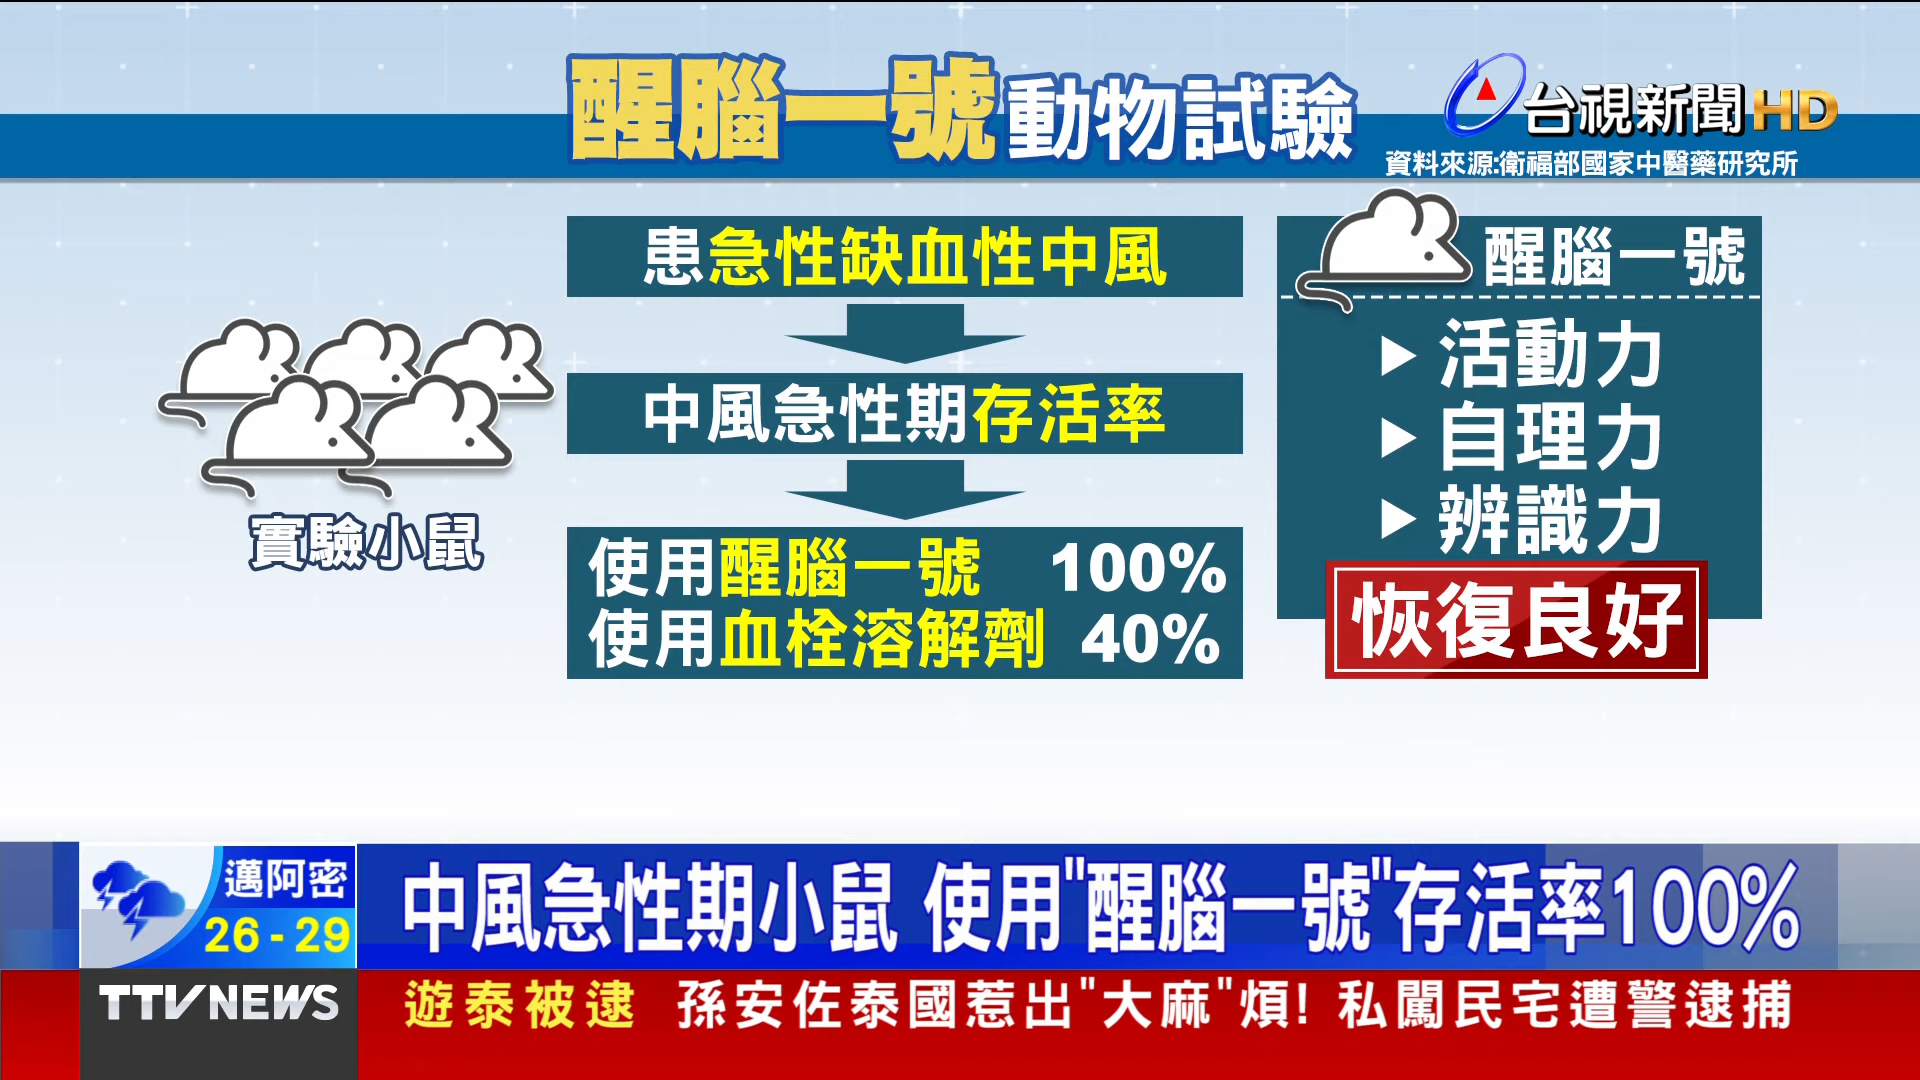 醒腦一號動物試驗
台視新聞HD
資料來源:衛福部國家中醫藥研究所
患急性缺血性中風
中風急性期存活率
使用醒腦一號 100%
使用血栓溶解劑 40%
實驗小鼠
醒腦一號
▶活動力
▶自理力
▶辨識力
恢復良好
邁阿密
26-29
中風急性期小鼠 使用"醒腦一號"存活率100%
TTV NEWS
遊泰被逮 孫安佐泰國惹出"大麻"煩! 私闖民宅遭警逮捕